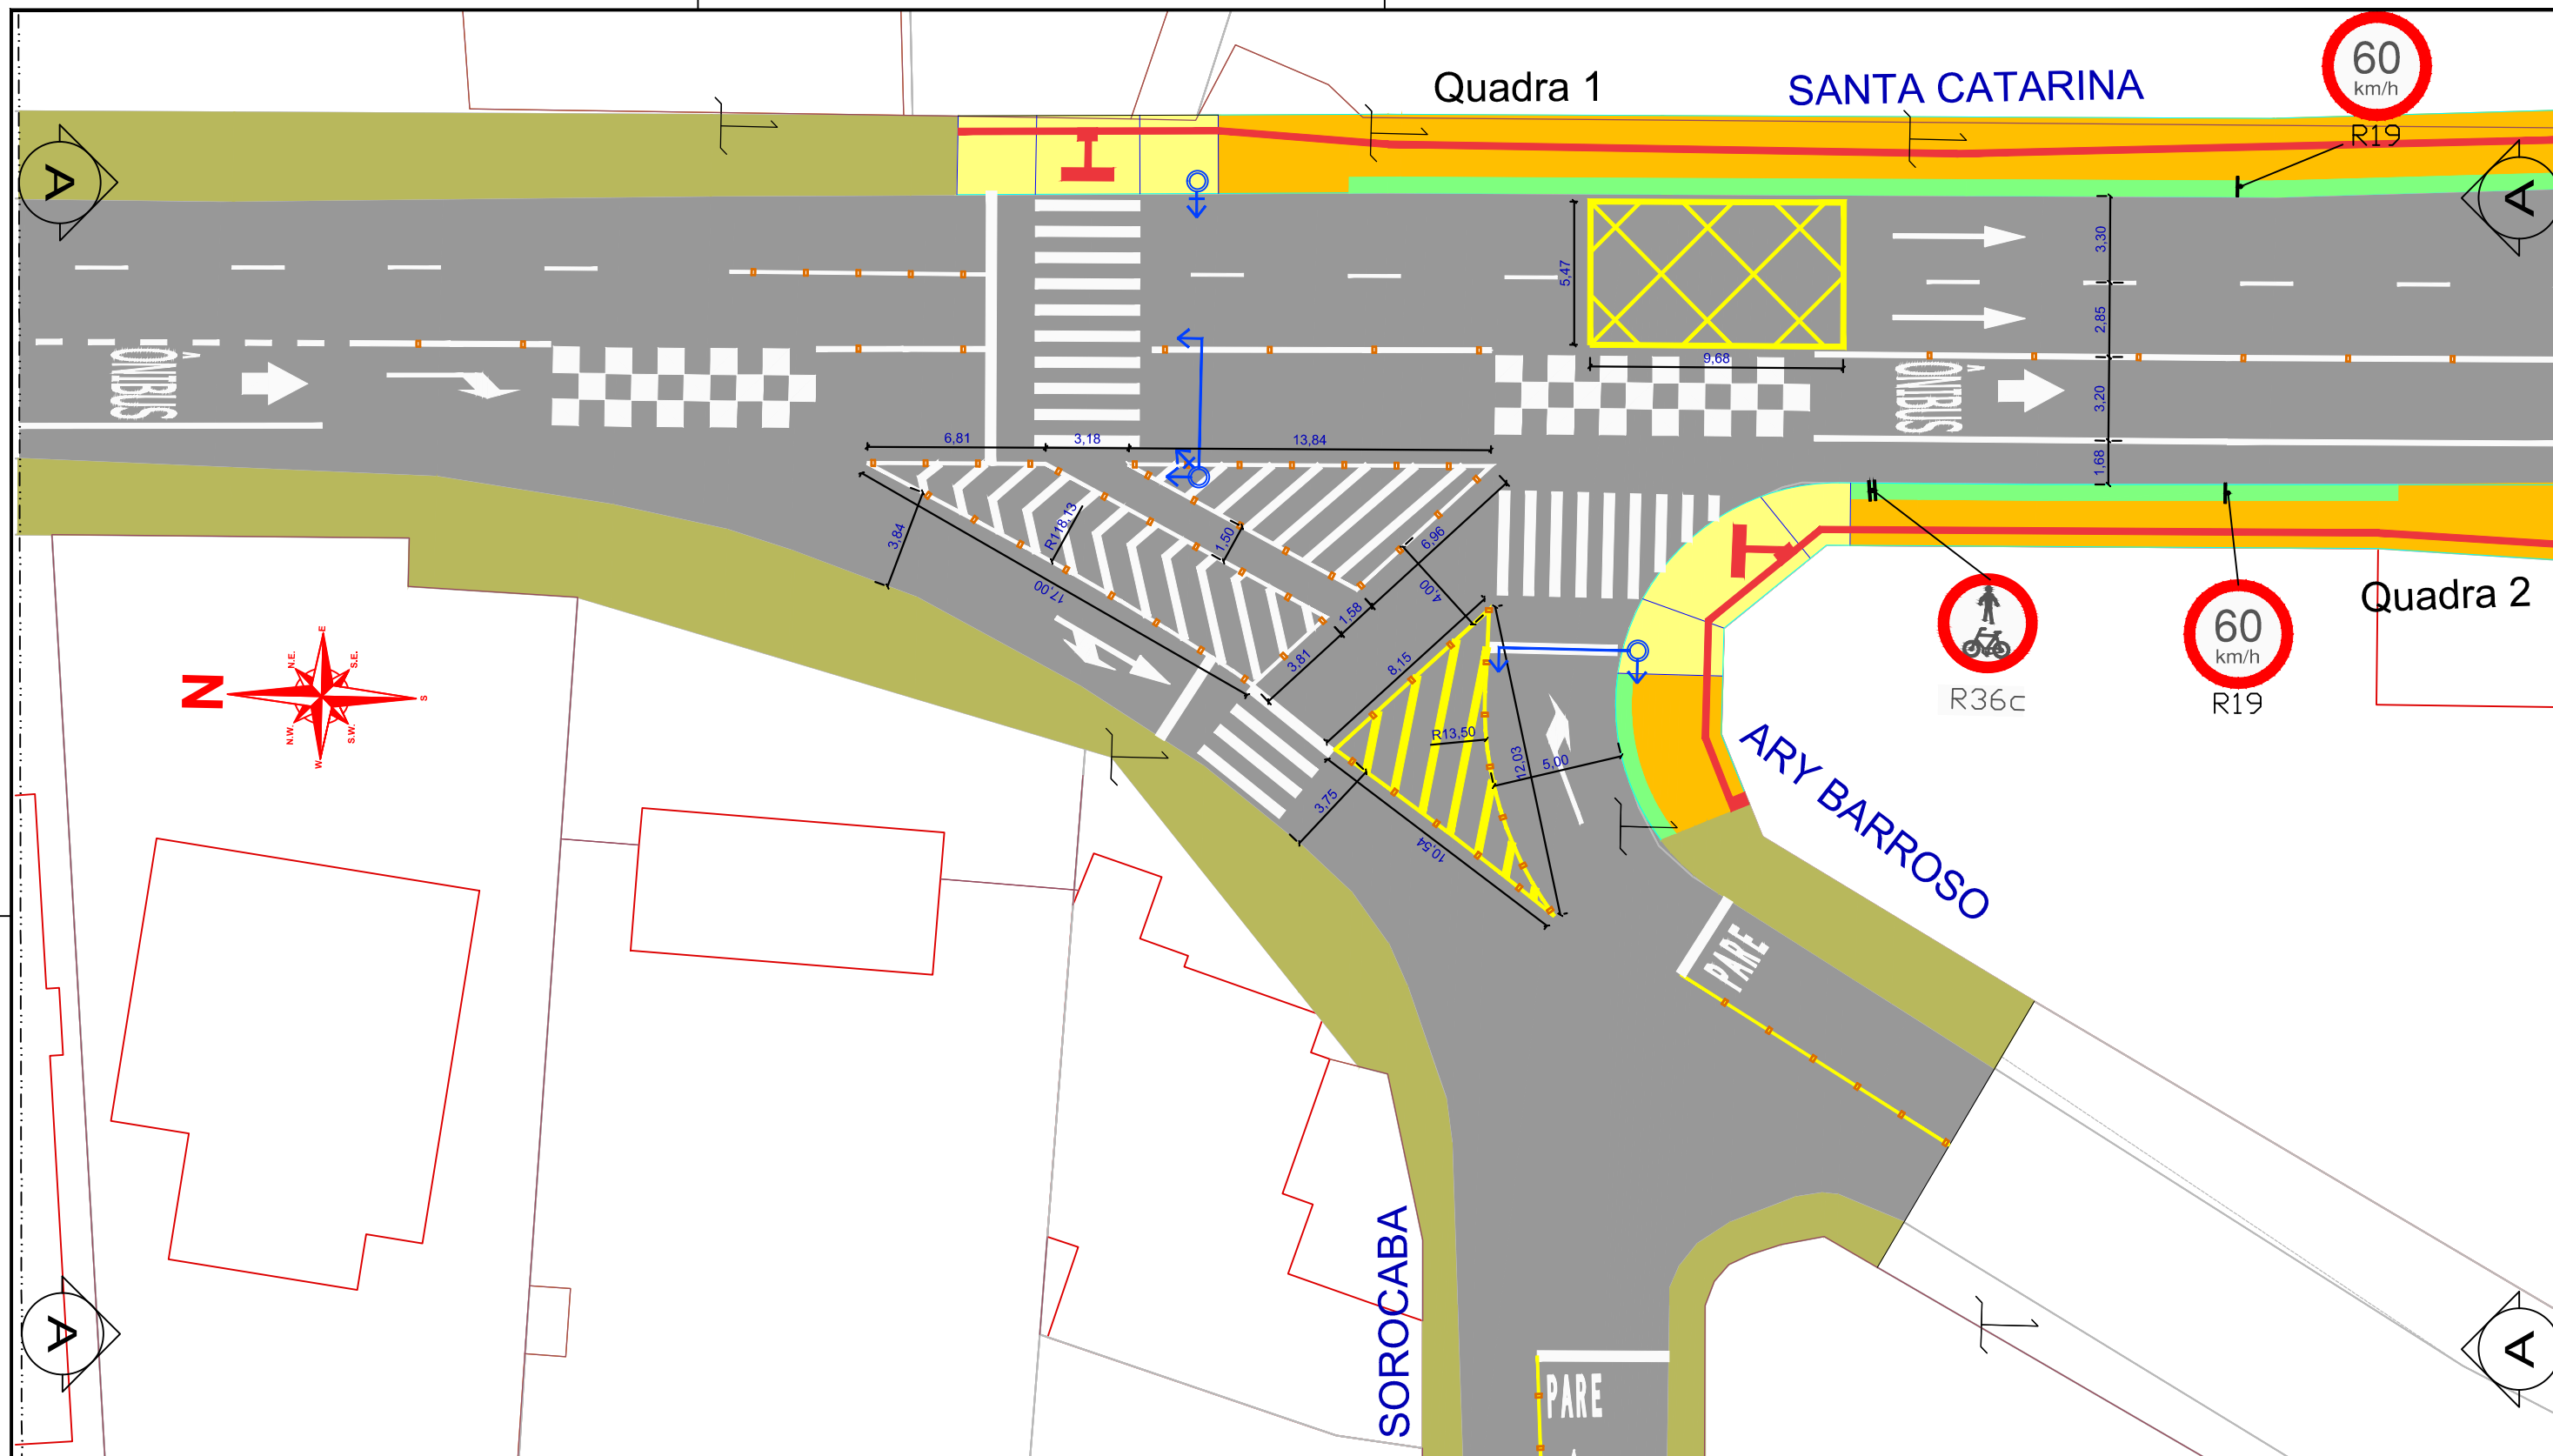 Quadra 1
SANTA CATARINA
60
km/h
R19
A
A
3,30
5,47
2,85
9,68
ÔNIBUS
ÔNIBUS
3,20
6,81
3,18
13,84
1,68
R118,13
3,84
1,50
6,96
17,00
4,00
1,58
3,81
8,15
R13,50
12,03
5,00
3,75
10,54
R36c
60
km/h
R19
Quadra 2
E
N.E.
S.E.
N
S
N.W.
S.W.
W
ARY BARROSO
PARE
SOROCABA
A
A
PARE